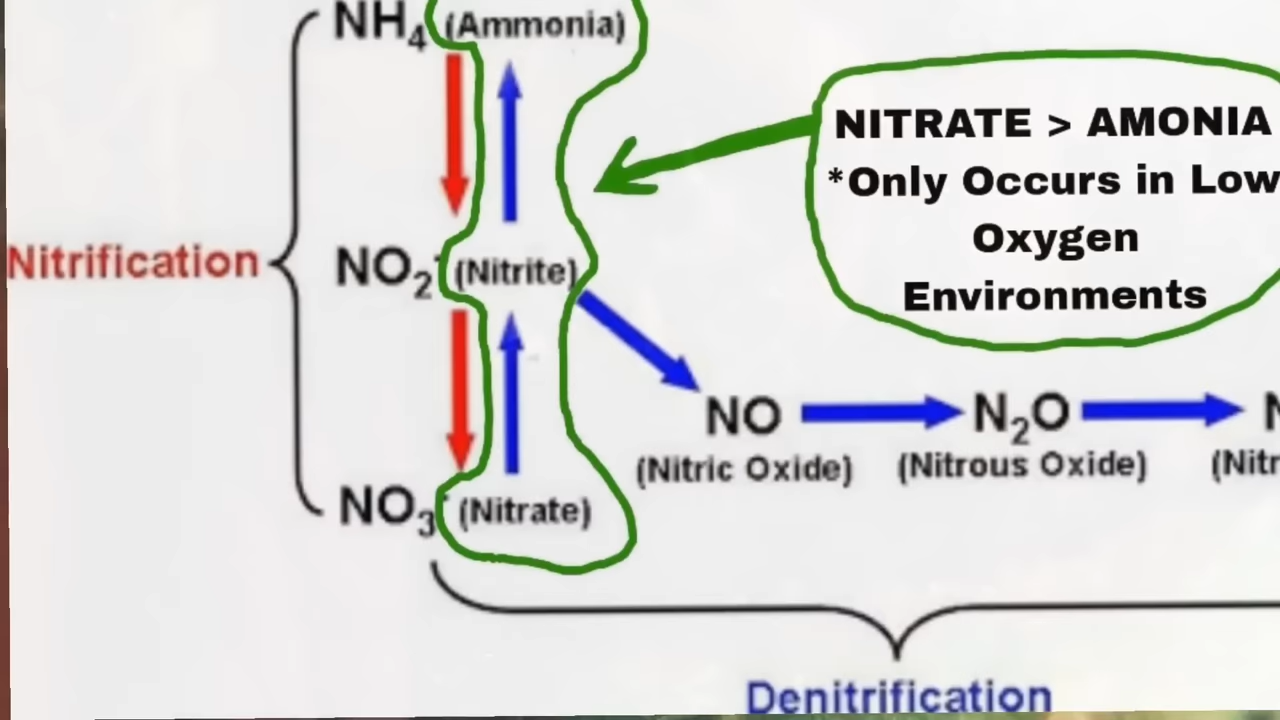 NH4 (Ammonia)
NITRATE > AMONIA
*Only Occurs in Low
Oxygen
Environments
Nitrification
NO2- (Nitrite)
NO
(Nitric Oxide)
N2O
(Nitrous Oxide)
NO3- (Nitrate)
Denitrification